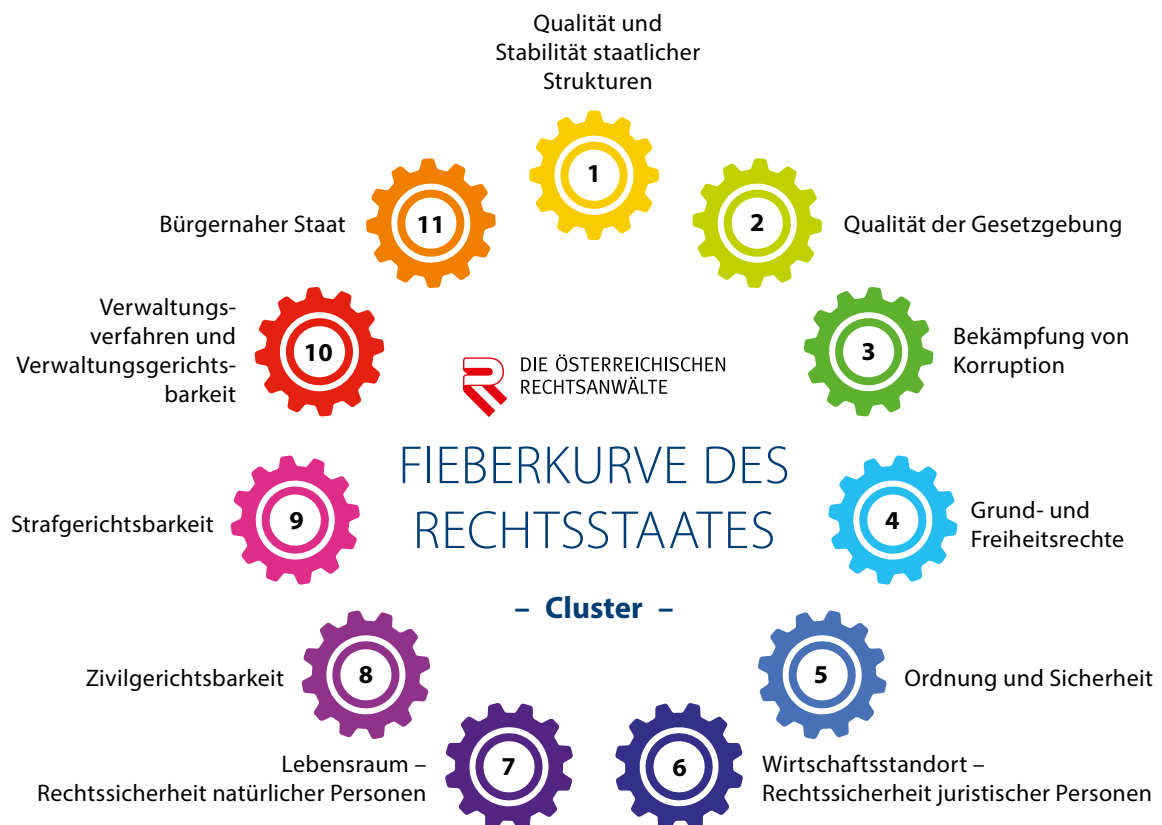 Qualität und
Stabilität staatlicher
Strukturen
1
2
Qualität der Gesetzgebung
3
Bekämpfung von
Korruption
4
Grund- und
Freiheitsrechte
5
Ordnung und Sicherheit
6
Wirtschaftsstandort –
Rechtssicherheit juristischer Personen
7
Lebensraum –
Rechtssicherheit natürlicher Personen
8
Zivilgerichtsbarkeit
9
Strafgerichtsbarkeit
10
Verwaltungs-
verfahren und
Verwaltungsgerichts-
barkeit
11
Bürgernaher Staat
DIE ÖSTERREICHISCHEN
RECHTSANWÄLTE
FIEBERKURVE DES
RECHTSSTAATES
– Cluster –